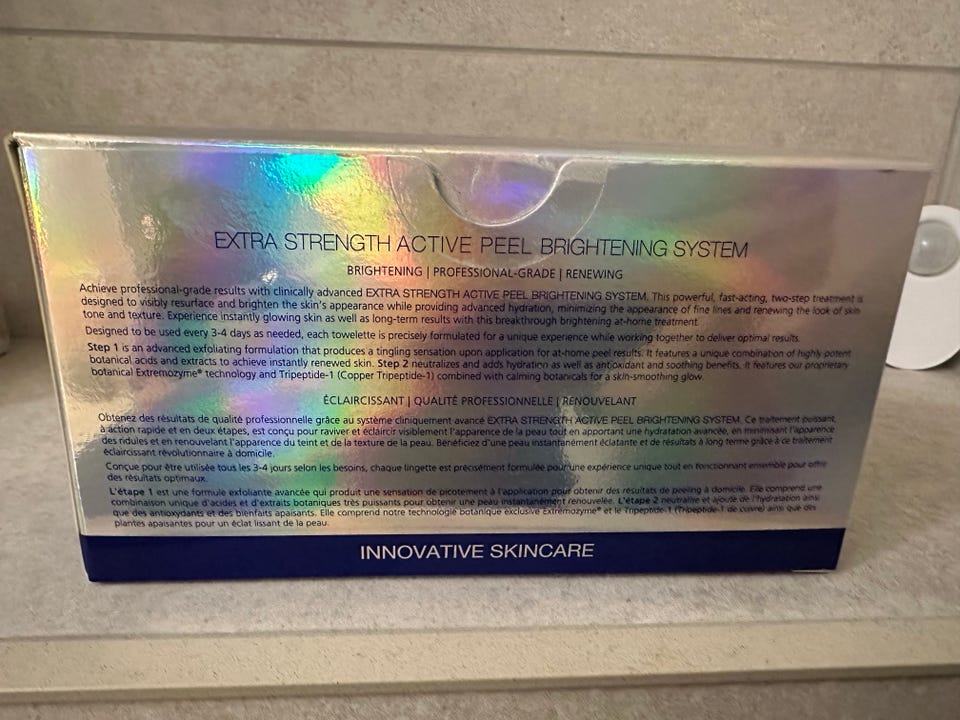 EXTRA STRENGTH ACTIVE PEEL BRIGHTENING SYSTEM
BRIGHTENING | PROFESSIONAL-GRADE | RENEWING
Achieve professional-grade results with clinically advanced EXTRA STRENGTH ACTIVE PEEL BRIGHTENING SYSTEM. This powerful, fast-acting, two-step treatment is
designed to visibly resurface and brighten the skin's appearance while providing advanced hydration, minimizing the appearance of fine lines and renewing the look of skin
tone and texture. Experience instantly glowing skin as well as long-term results with this breakthrough brightening at-home treatment.
Designed to be used every 3-4 days as needed, each towelette is precisely formulated for a unique experience while working together to deliver optimal results.
Step 1 is an advanced exfoliating formulation that produces a tingling sensation upon application for at-home peel results. It features a unique combination of highly potent
botanical acids and extracts to achieve instantly renewed skin. Step 2 neutralizes and adds hydration as well as antioxidant and soothing benefits. It features our proprietary
botanical Extremozyme® technology and Tripeptide-1 (Copper Tripeptide-1) combined with calming botanicals for a skin-smoothing glow.
ÉCLAIRCISSANT | QUALITÉ PROFESSIONNELLE | RENOUVELANT
Obtenez des résultats de qualité professionnelle grâce au système cliniquement avancé EXTRA STRENGTH ACTIVE PEEL BRIGHTENING SYSTEM. Ce traitement puissant,
à action rapide et en deux étapes, est conçu pour raviver et éclaircir visiblement l'apparence de la peau tout en apportant une hydratation avancée, en minimisant l'apparence
des ridules et en renouvelant l'apparence du teint et de la texture de la peau. Bénéficiez d'une peau instantanément éclatante et de résultats à long terme grâce à ce traitement
éclaircissant révolutionnaire à domicile.
Conçue pour être utilisée tous les 3-4 jours selon les besoins, chaque lingette est précisément formulée pour une expérience unique tout en fonctionnant ensemble pour offrir
des résultats optimaux.
L'étape 1 est une formule exfoliante avancée qui produit une sensation de picotement à l'application pour obtenir des résultats de peeling à domicile. Elle comprend une
combinaison unique d'acides et d'extraits botaniques très puissants pour obtenir une peau instantanément renouvelée. L'étape 2 neutralise et ajoute de l'hydratation ainsi
que des antioxydants et des bienfaits apaisants. Elle comprend notre technologie botanique exclusive Extremozyme® et le Tripeptide-1 (Tripeptide-1 de cuivre) ainsi que des
plantes apaisantes pour un éclat lissant de la peau.
INNOVATIVE SKINCARE